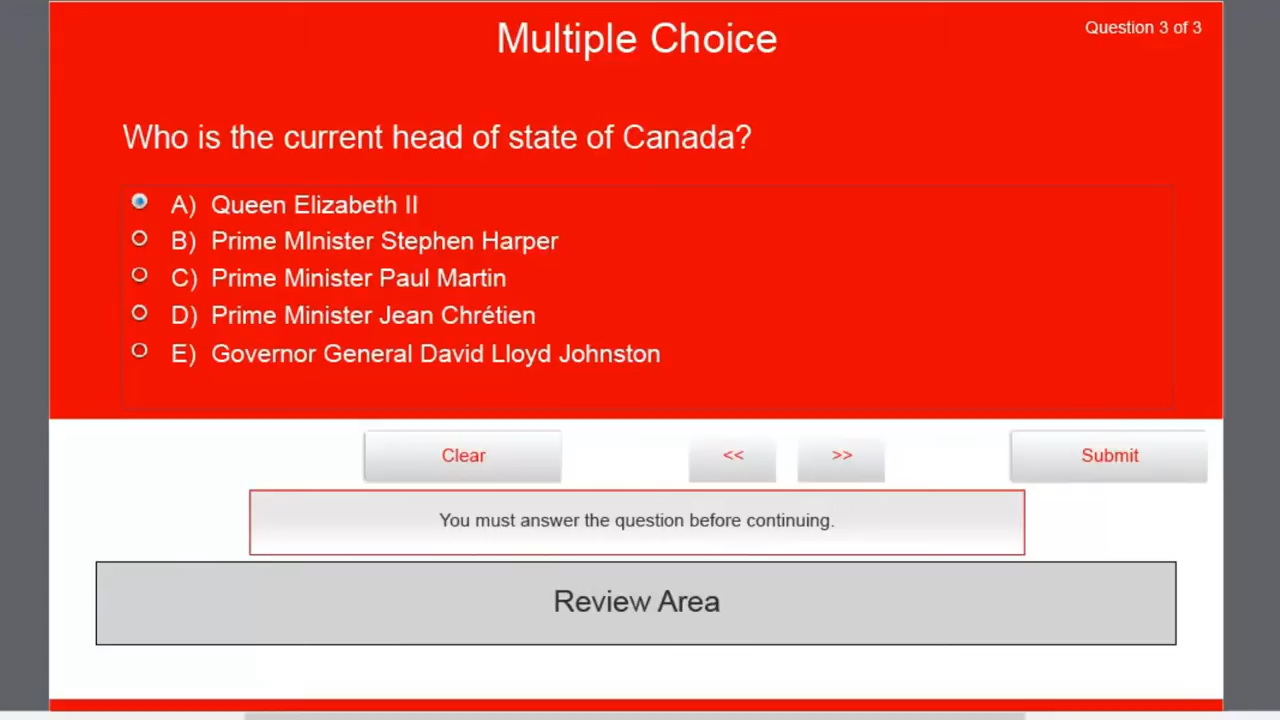 Multiple Choice
Question 3 of 3
Who is the current head of state of Canada?
A) Queen Elizabeth II
B) Prime MInister Stephen Harper
C) Prime Minister Paul Martin
D) Prime Minister Jean Chrétien
E) Governor General David Lloyd Johnston
Clear << >> Submit
You must answer the question before continuing.
Review Area